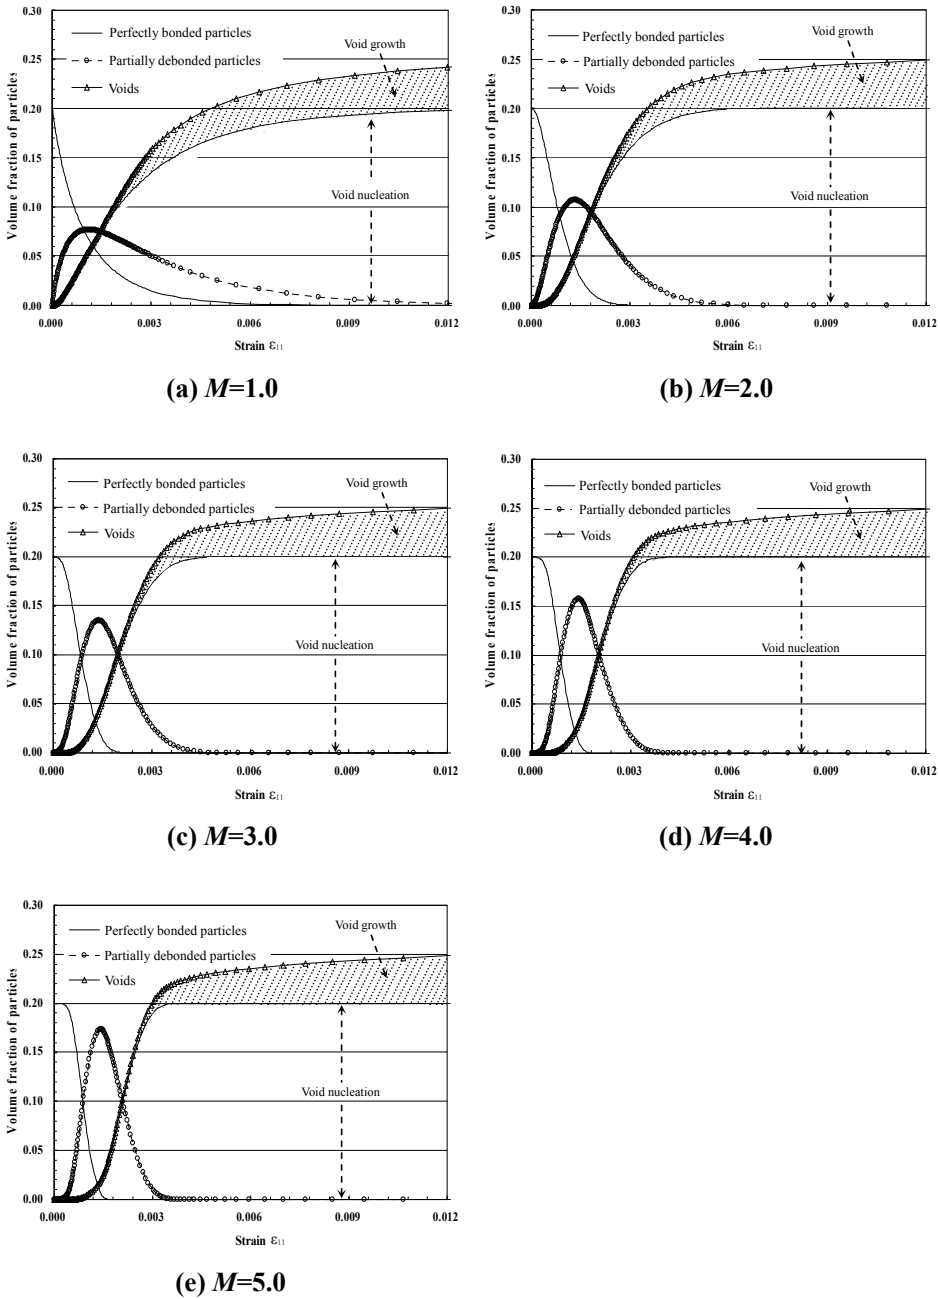 0.30
0.25
0.20
0.15
0.10
0.05
0.00
Volume fraction of particles
Perfectly bonded particles
Partially debonded particles
Voids
Void growth
Void nucleation
0.000 0.003 0.006 0.009 0.012
Strain ε11
(a) M=1.0
0.30
0.25
0.20
0.15
0.10
0.05
0.00
Volume fraction of particles
Perfectly bonded particles
Partially debonded particles
Voids
Void growth
Void nucleation
0.000 0.003 0.006 0.009 0.012
Strain ε11
(b) M=2.0
0.30
0.25
0.20
0.15
0.10
0.05
0.00
Volume fraction of particles
Perfectly bonded particles
Partially debonded particles
Voids
Void growth
Void nucleation
0.000 0.003 0.006 0.009 0.012
Strain ε11
(c) M=3.0
0.30
0.25
0.20
0.15
0.10
0.05
0.00
Volume fraction of particles
Perfectly bonded particles
Partially debonded particles
Voids
Void growth
Void nucleation
0.000 0.003 0.006 0.009 0.012
Strain ε11
(d) M=4.0
0.30
0.25
0.20
0.15
0.10
0.05
0.00
Volume fraction of particles
Perfectly bonded particles
Partially debonded particles
Voids
Void growth
Void nucleation
0.000 0.003 0.006 0.009 0.012
Strain ε11
(e) M=5.0